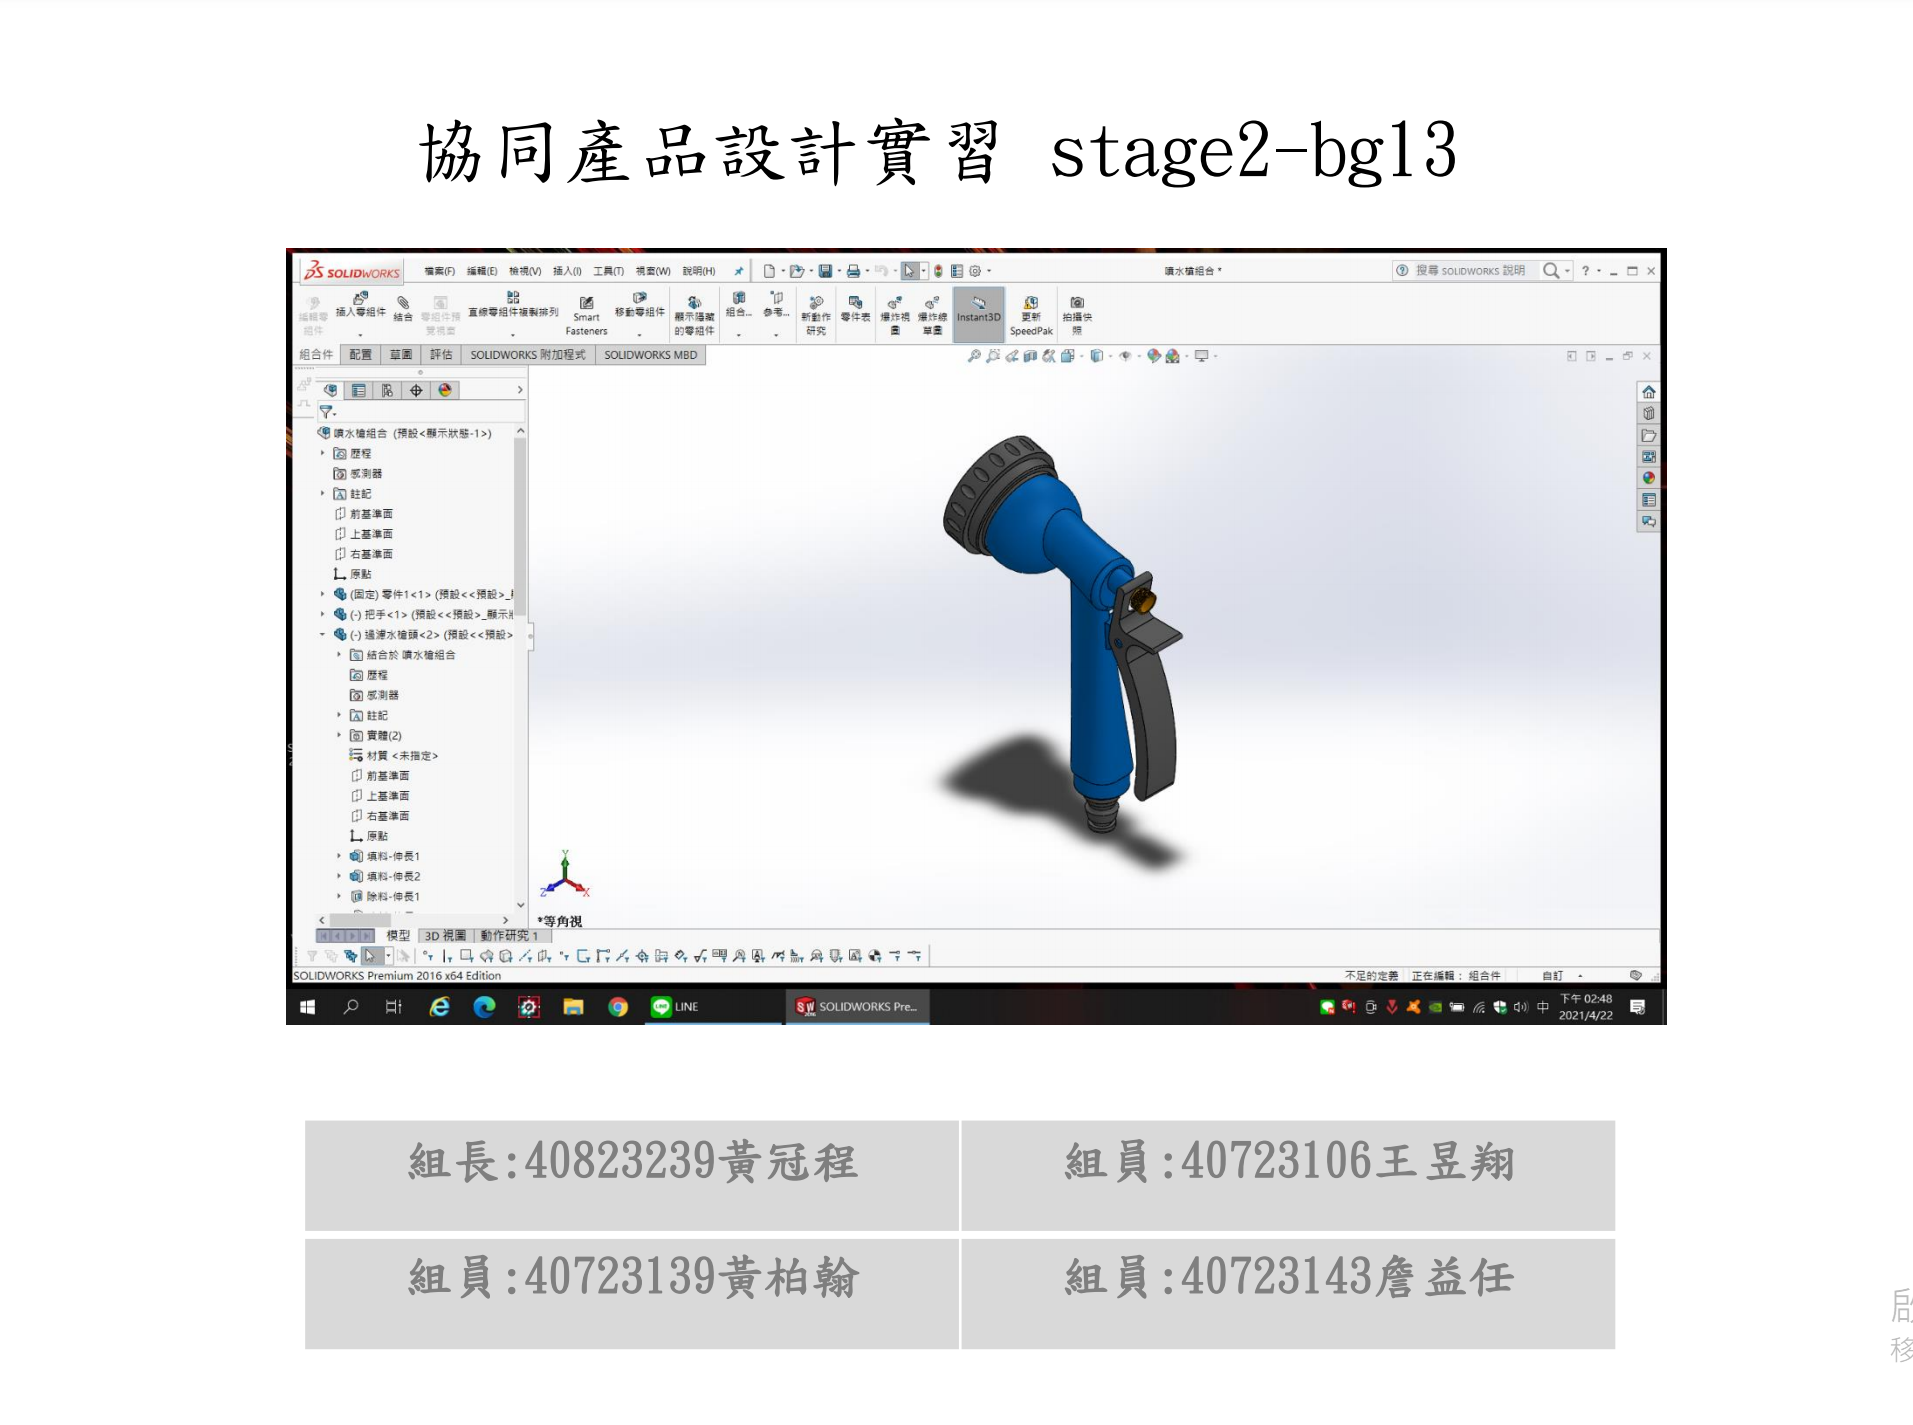 協同產品設計實習 stage2-bg13
SOLIDWORKS 檔案(F) 編輯(E) 檢視(V) 插入(I) 工具(T) 視窗(W) 說明(H) 噴水槍組合 * 搜尋 SOLIDWORKS 說明
編輯零組件 插入零組件 結合 零組件預覽視窗 直線零組件複製排列 Smart Fasteners 移動零組件 顯示隱藏的零組件 組合... 參考... 新動作研究 零件表 爆炸視圖 爆炸線草圖 Instant3D 更新 SpeedPak 拍攝快照
組合件 配置 草圖 評估 SOLIDWORKS 附加程式 SOLIDWORKS MBD
噴水槍組合 (預設<顯示狀態-1>)
歷程
感測器
註記
前基準面
上基準面
右基準面
原點
(固定) 零件1<1> (預設<<預設>_
(-) 把手<1> (預設<<預設>_顯示
(-) 過濾水槍頭<2> (預設<<預設>
結合於 噴水槍組合
歷程
感測器
註記
實體(2)
材質 <未指定>
前基準面
上基準面
右基準面
原點
填料-伸長1
填料-伸長2
除料-伸長1
Y
Z X
*等角視
模型 3D 視圖 動作研究 1
SOLIDWORKS Premium 2016 x64 Edition 不足的定義 正在編輯： 組合件 自訂
LINE SOLIDWORKS Pre... 中 下午 02:48
2021/4/22
組長:40823239黃冠程 組員:40723106王昱翔
組員:40723139黃柏翰 組員:40723143詹益任
啟
移